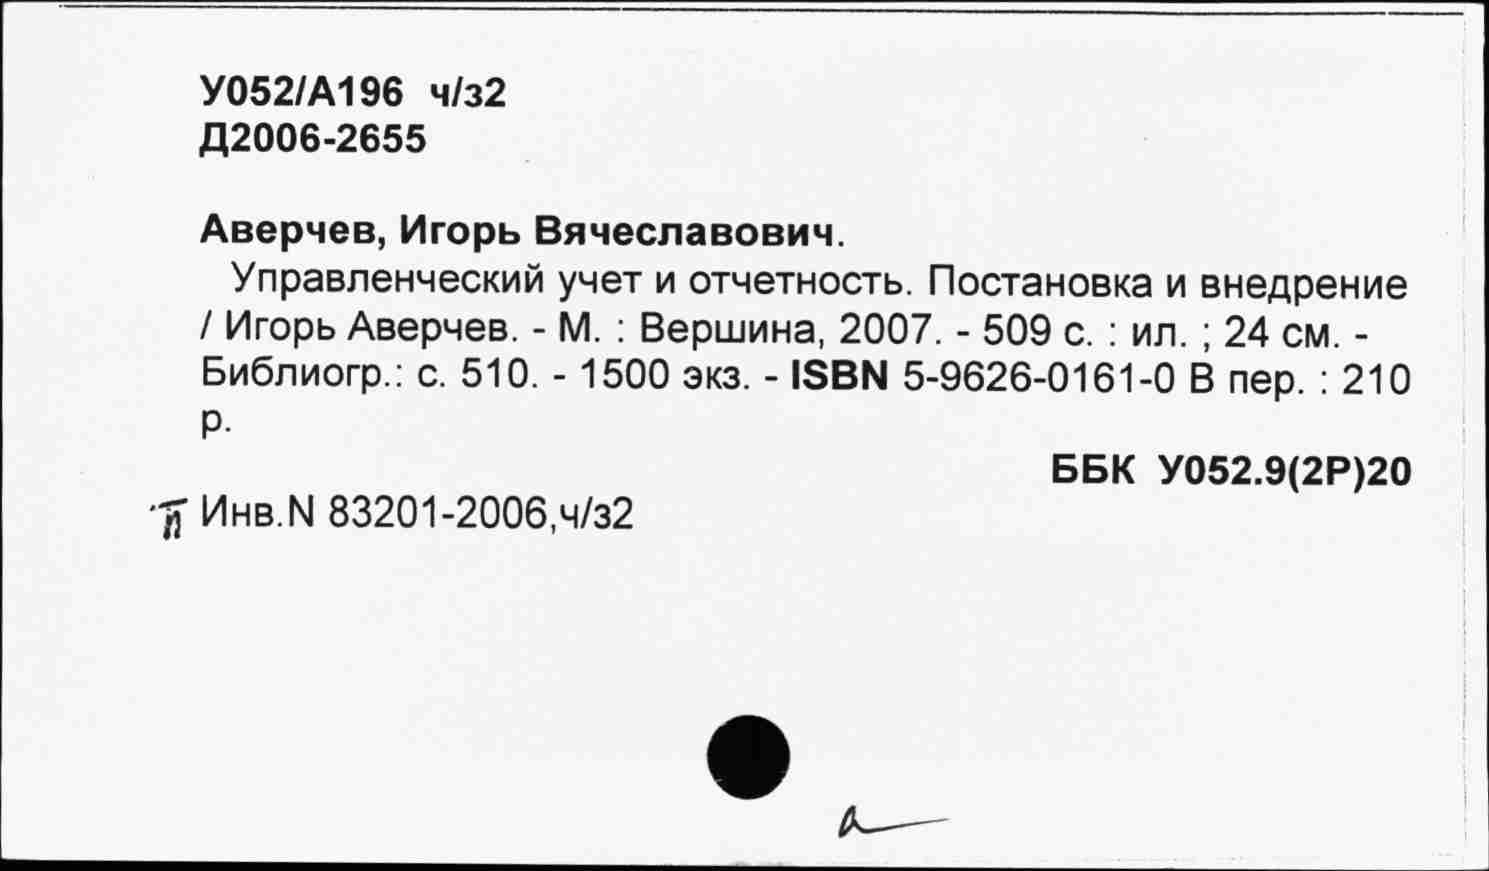 У052/А196 ч/з2
Д2006-2655
Аверчев, Игорь Вячеславович.
Управленческий учет и отчетность. Постановка и внедрение
/ Игорь Аверчев. - М. : Вершина, 2007. - 509 с. : ил. ; 24 см. -
Библиогр.: с. 510. - 1500 экз. - ISBN 5-9626-0161-0 В пер. : 210
р.
ББК У052.9(2Р)20
Инв.N 83201-2006,ч/з2
а